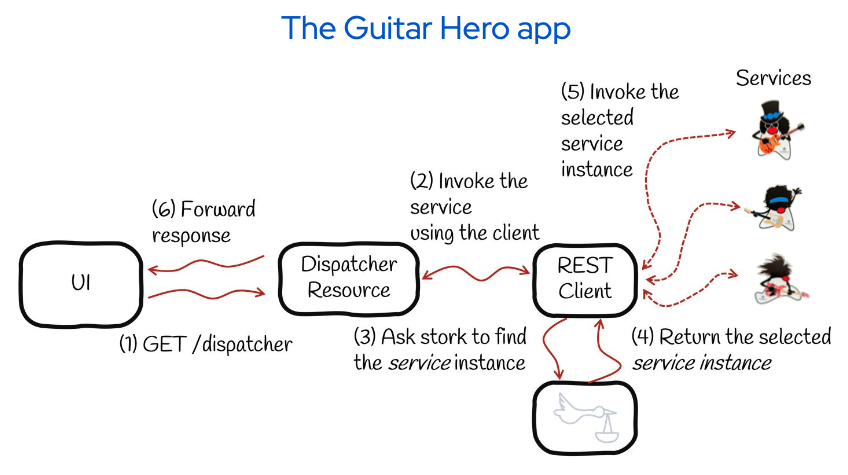 The Guitar Hero app
Services
(5) Invoke the
selected
service
instance
(2) Invoke the
service
using the client
(6) Forward
response
UI
Dispatcher
Resource
REST
Client
(1) GET /dispatcher
(3) Ask stork to find
the service instance
(4) Return the selected
service instance